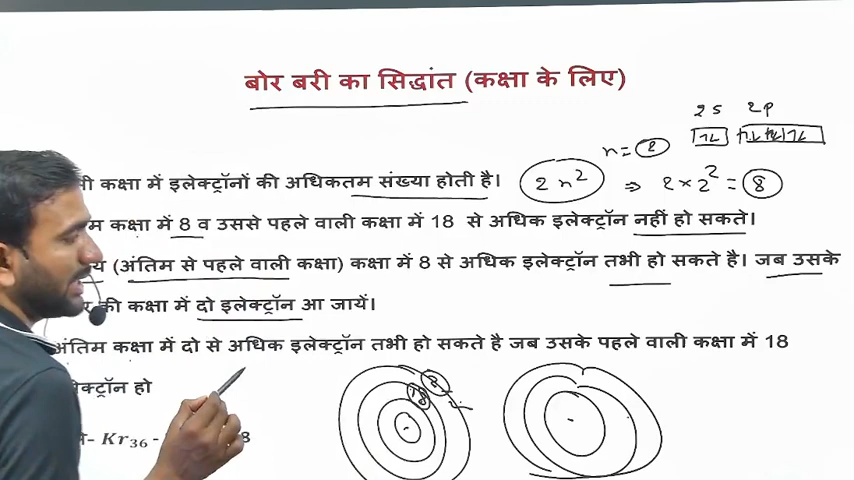 बोर बरी का सिद्धांत (कक्षा के लिए)
2s 2p
n = 2
कक्षा में इलेक्ट्रॉनों की अधिकतम संख्या होती है। 2n² ⇒ 2×2² = 8
कक्षा में 8 व उससे पहले वाली कक्षा में 18 से अधिक इलेक्ट्रॉन नहीं हो सकते।
(अंतिम से पहले वाली कक्षा) कक्षा में 8 से अधिक इलेक्ट्रॉन तभी हो सकते है। जब उसके
की कक्षा में दो इलेक्ट्रॉन आ जायें।
अंतिम कक्षा में दो से अधिक इलेक्ट्रॉन तभी हो सकते है जब उसके पहले वाली कक्षा में 18
हो
18
Kr₃₆ - 8